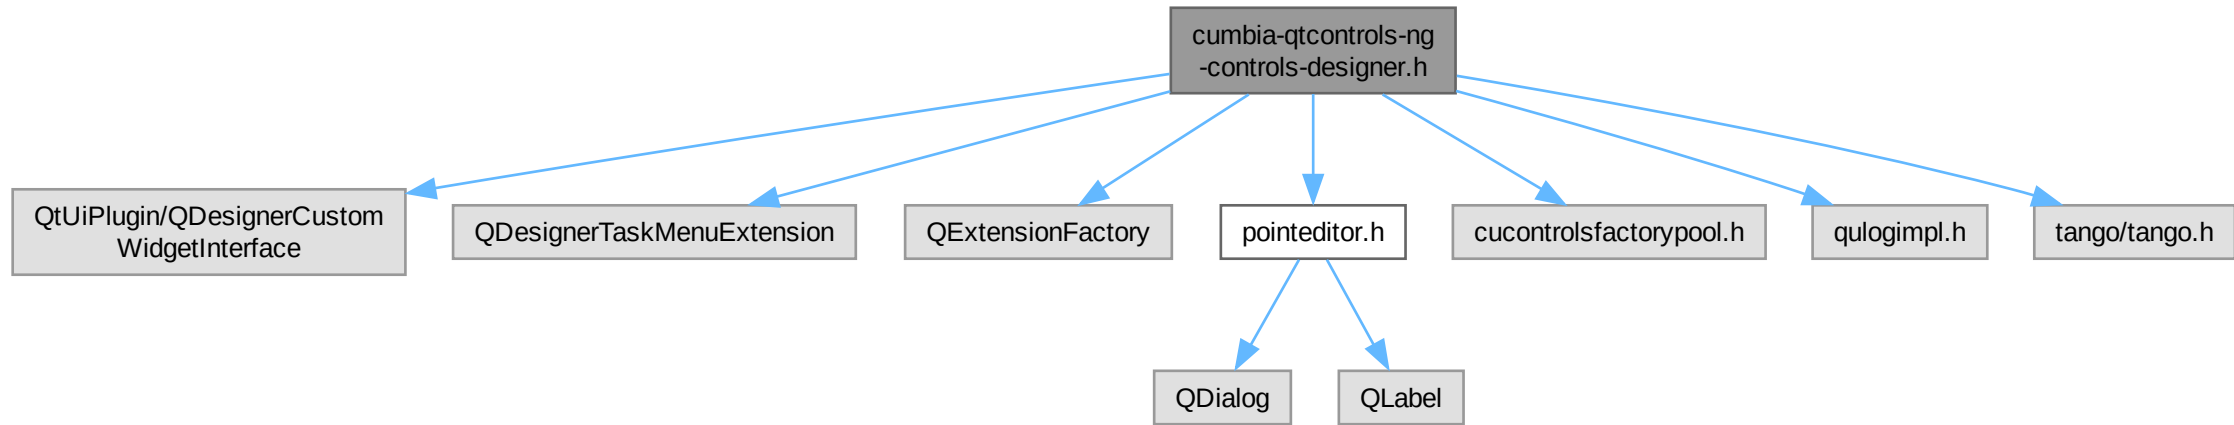 cumbia-qtcontrols-ng
-controls-designer.h
QtUiPlugin/QDesignerCustom
WidgetInterface
QDesignerTaskMenuExtension
QExtensionFactory
pointeditor.h
cucontrolsfactorypool.h
qulogimpl.h
tango/tango.h
QDialog
QLabel